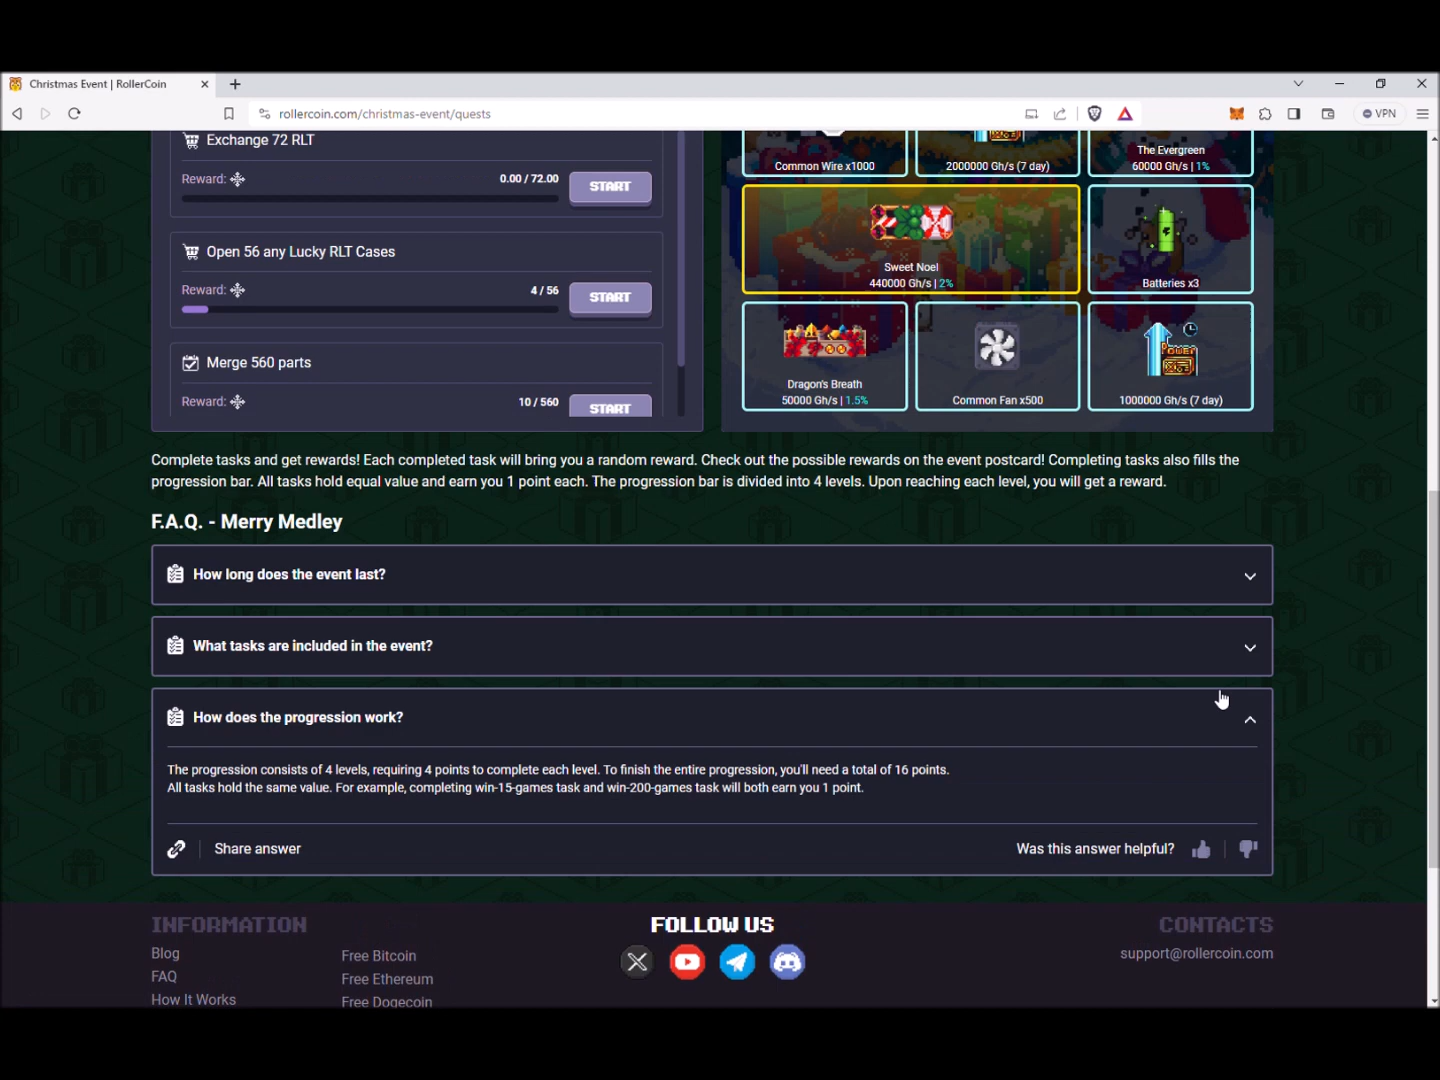 Christmas Event | RollerCoin
rollercoin.com/christmas-event/quests
VPN
Exchange 72 RLT
Reward:
0.00 / 72.00
START
Open 56 any Lucky RLT Cases
Reward:
4 / 56
START
Merge 560 parts
Reward:
10 / 560
START
Common Wire x1000
2000000 Gh/s (7 day)
The Evergreen
60000 Gh/s | 1%
Sweet Noel
440000 Gh/s | 2%
Batteries x3
Dragon's Breath
50000 Gh/s | 1.5%
Common Fan x500
POWER
1000000 Gh/s (7 day)
Complete tasks and get rewards! Each completed task will bring you a random reward. Check out the possible rewards on the event postcard! Completing tasks also fills the
progression bar. All tasks hold equal value and earn you 1 point each. The progression bar is divided into 4 levels. Upon reaching each level, you will get a reward.
F.A.Q. - Merry Medley
How long does the event last?
What tasks are included in the event?
How does the progression work?
The progression consists of 4 levels, requiring 4 points to complete each level. To finish the entire progression, you'll need a total of 16 points.
All tasks hold the same value. For example, completing win-15-games task and win-200-games task will both earn you 1 point.
Share answer
Was this answer helpful?
INFORMATION
Blog
FAQ
How It Works
Free Bitcoin
Free Ethereum
Free Dogecoin
FOLLOW US
CONTACTS
support@rollercoin.com